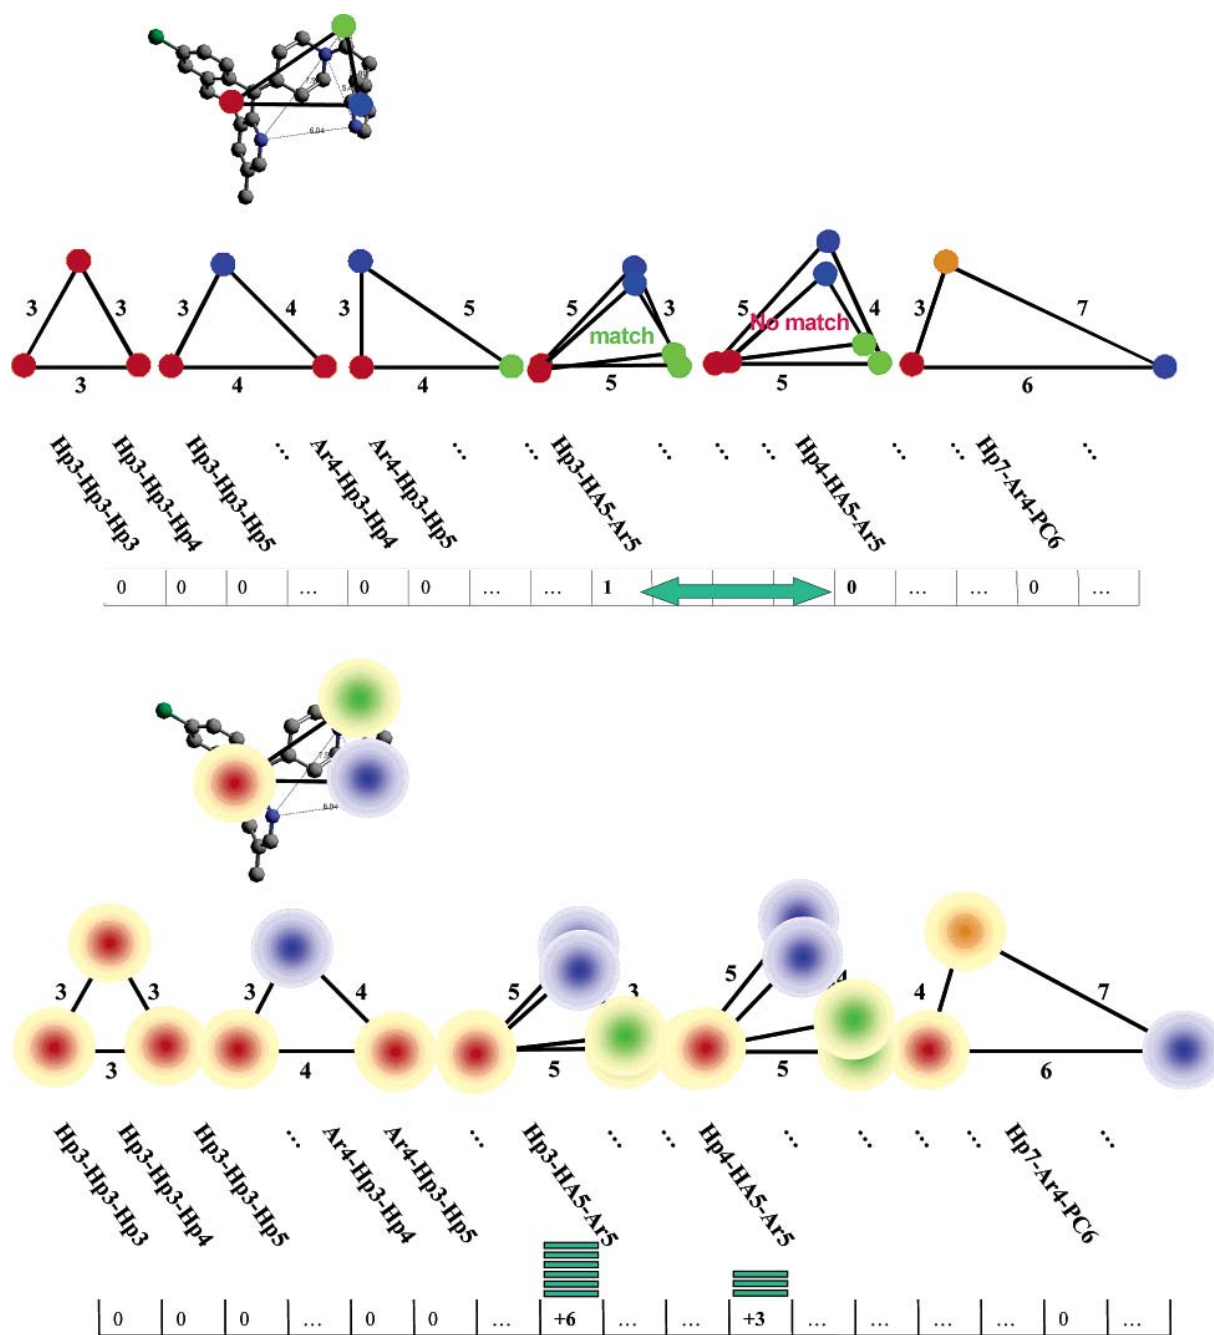 6.04
3 3 3 4 3 5 5 3 5 4 3 7
match No match
3 4 4 5 5 6
Hp3-Hp3-Hp3 Hp3-Hp3-Hp4 Hp3-Hp3-Hp5 ... Ar4-Hp3-Hp4 Ar4-Hp3-Hp5 ... ... Hp3-HA5-Ar5 ... ... ... Hp4-HA5-Ar5 ... ... Hp7-Ar4-PC6 ...
0 0 0 ... 0 0 ... ... 1 0 ... ... 0 ...
6.04
3 3 3 4 5 3 5 4 4 7
3 4 5 5 6
Hp3-Hp3-Hp3 Hp3-Hp3-Hp4 Hp3-Hp3-Hp5 ... Ar4-Hp3-Hp4 Ar4-Hp3-Hp5 ... Hp3-HA5-Ar5 ... ... Hp4-HA5-Ar5 ... ... ... ... Hp7-Ar4-PC6 ...
0 0 0 ... 0 0 ... +6 ... ... +3 ... ... ... ... 0 ...